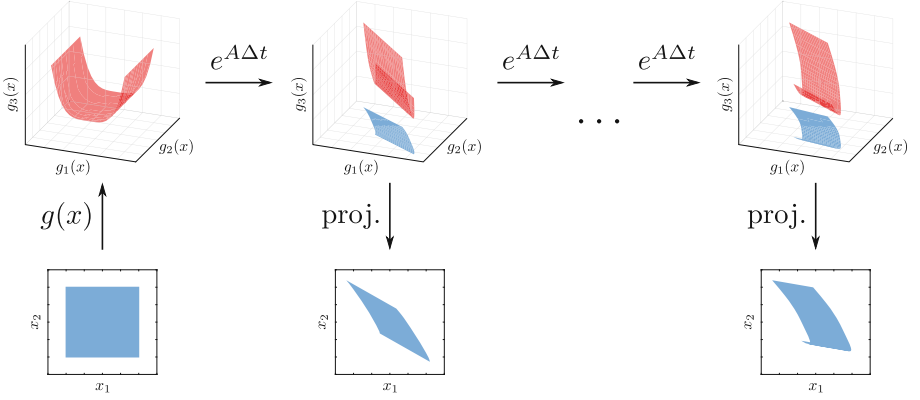 e^{AΔt}
e^{AΔt}
e^{AΔt}
g_3(x)
g_1(x)
g_2(x)
g_3(x)
g_1(x)
g_2(x)
. . .
g_3(x)
g_1(x)
g_2(x)
g(x)
proj.
proj.
x_2
x_1
x_2
x_1
x_2
x_1